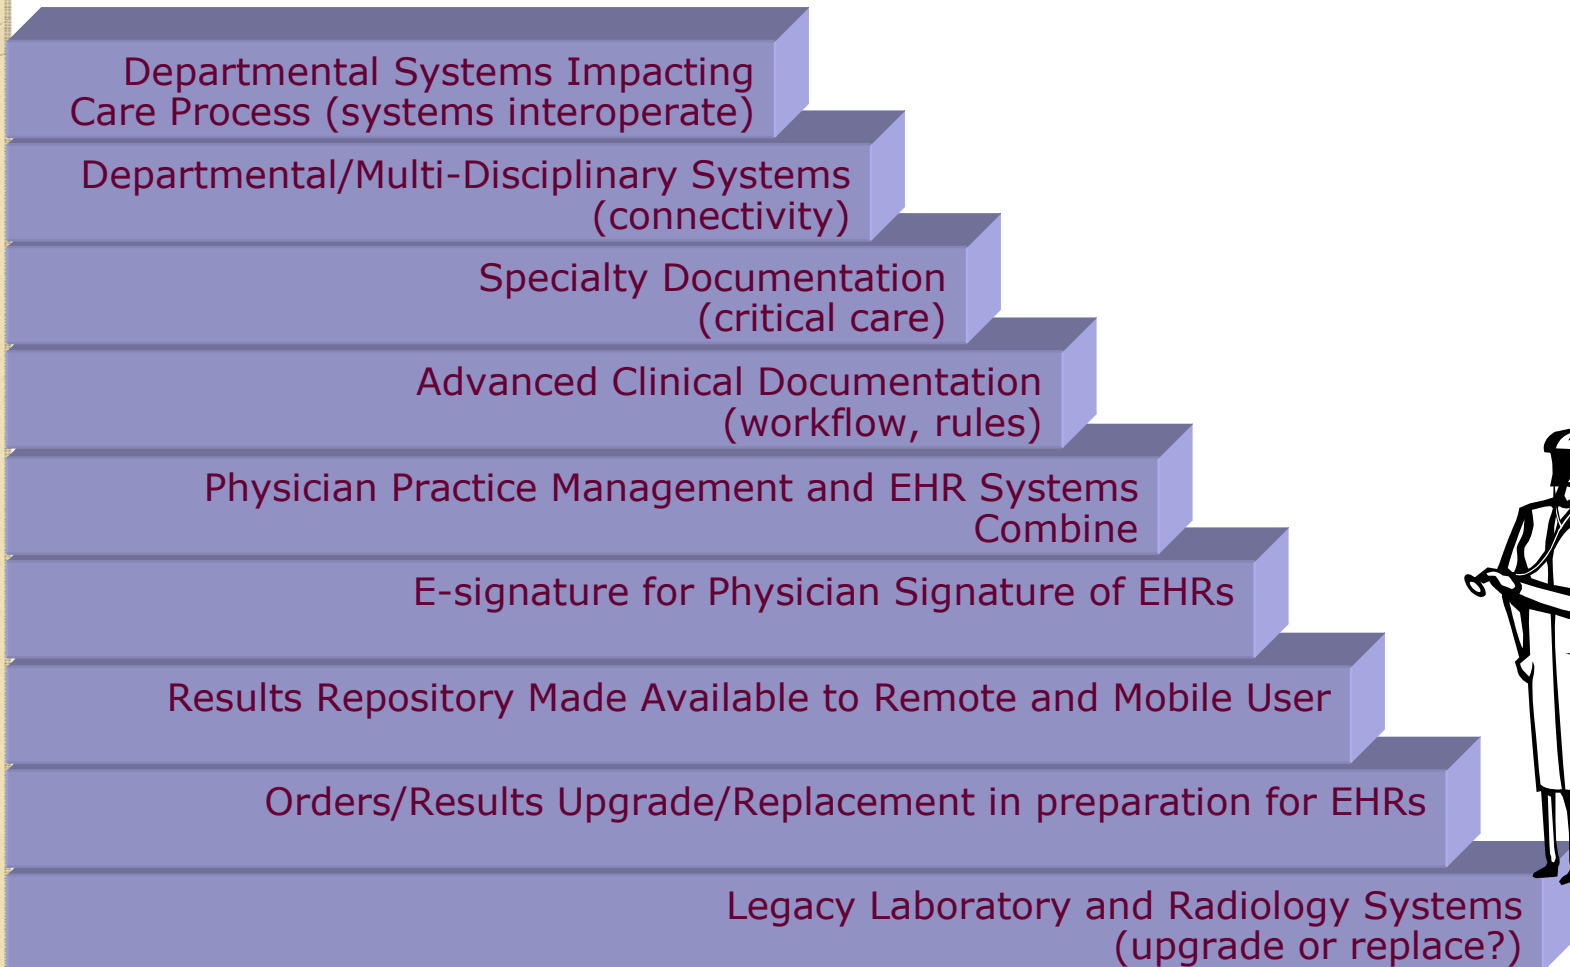 Departmental Systems Impacting
Care Process (systems interoperate)
Departmental/Multi-Disciplinary Systems
(connectivity)
Specialty Documentation
(critical care)
Advanced Clinical Documentation
(workflow, rules)
Physician Practice Management and EHR Systems
Combine
E-signature for Physician Signature of EHRs
Results Repository Made Available to Remote and Mobile User
Orders/Results Upgrade/Replacement in preparation for EHRs
Legacy Laboratory and Radiology Systems
(upgrade or replace?)